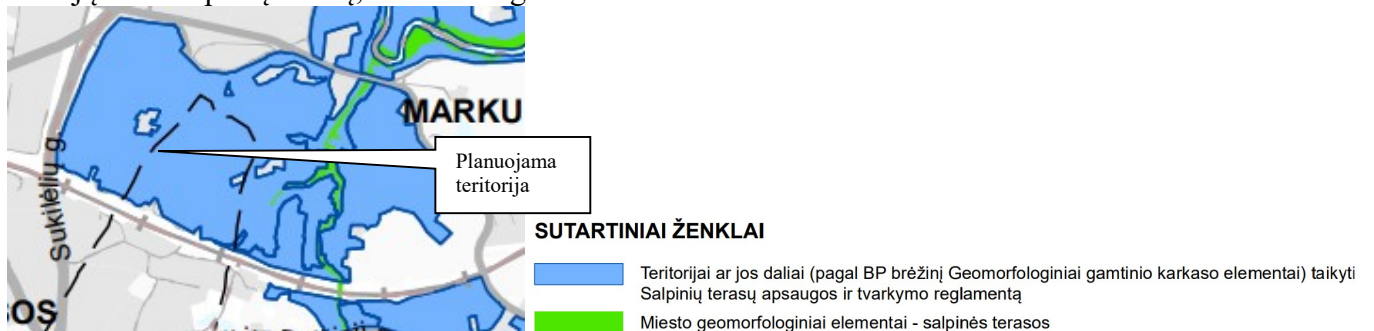 MARKU
Sukilėlių g.
Planuojama
teritorija
SUTARTINIAI ŽENKLAI
Teritorijai ar jos daliai (pagal BP brėžinį Geomorfologiniai gamtinio karkaso elementai) taikyti
Salpinių terasų apsaugos ir tvarkymo reglamentą
OS
Miesto geomorfologiniai elementai - salpinės terasos